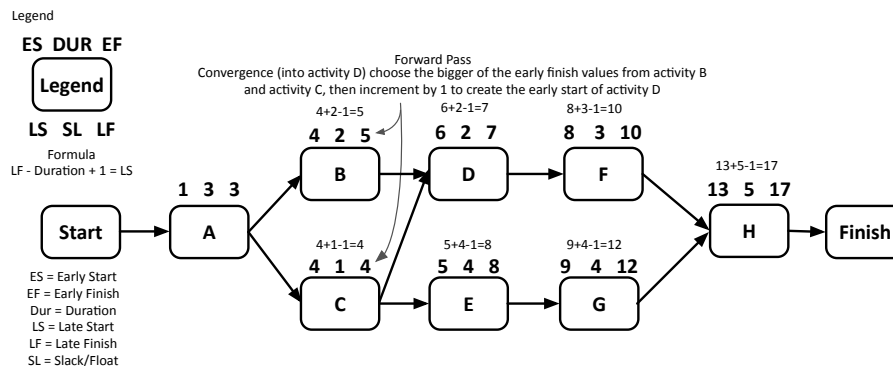 Legend
ES DUR EF
Legend
LS SL LF
Formula
LF - Duration + 1 = LS
Forward Pass
Convergence (into activity D) choose the bigger of the early finish values from activity B
and activity C, then increment by 1 to create the early start of activity D
4+2-1=5
4 2 5
B
6+2-1=7
6 2 7
D
8+3-1=10
8 3 10
F
1 3 3
Start
A
13+5-1=17
13 5 17
H
Finish
4+1-1=4
4 1 4
C
5+4-1=8
5 4 8
E
9+4-1=12
9 4 12
G
ES = Early Start
EF = Early Finish
Dur = Duration
LS = Late Start
LF = Late Finish
SL = Slack/Float